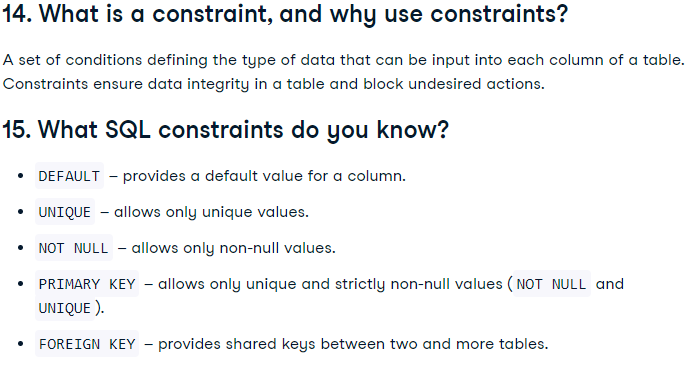 14. What is a constraint, and why use constraints?
A set of conditions defining the type of data that can be input into each column of a table.
Constraints ensure data integrity in a table and block undesired actions.
15. What SQL constraints do you know?
• DEFAULT – provides a default value for a column.
• UNIQUE – allows only unique values.
• NOT NULL – allows only non-null values.
• PRIMARY KEY – allows only unique and strictly non-null values ( NOT NULL and
UNIQUE ).
• FOREIGN KEY – provides shared keys between two and more tables.